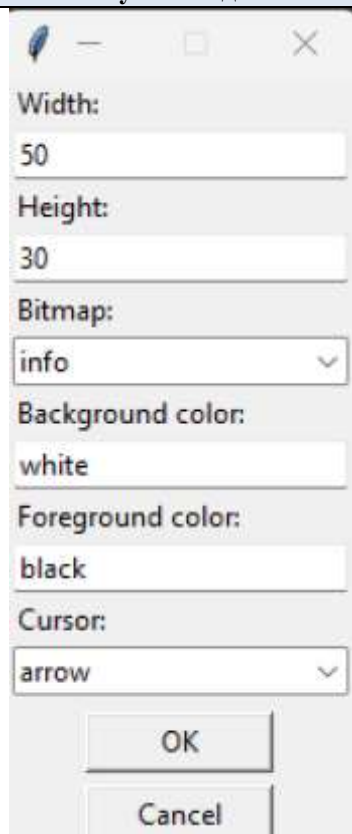 Width:
50
Height:
30
Bitmap:
info
Background color:
white
Foreground color:
black
Cursor:
arrow
OK
Cancel